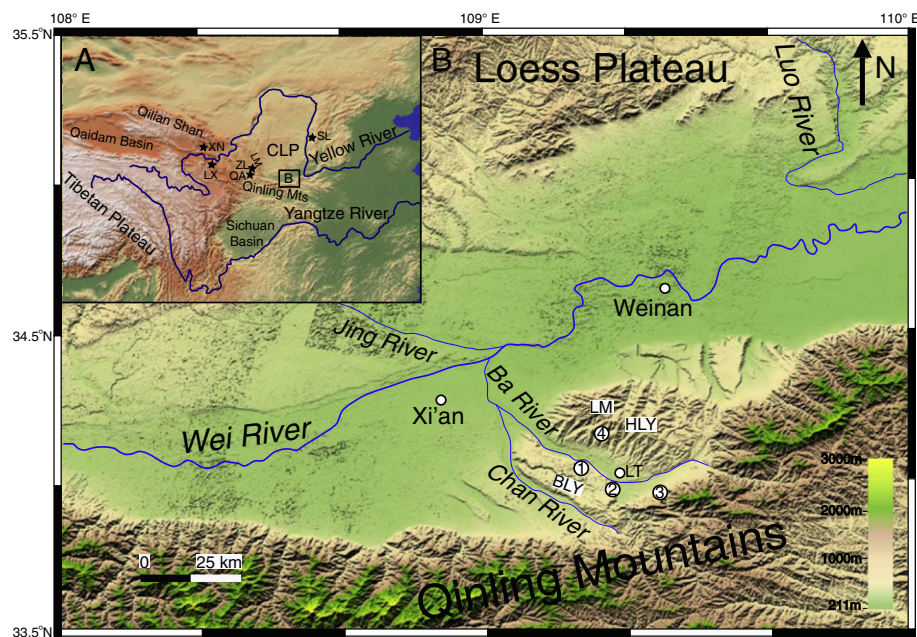 108° E
109° E
110° E
35.5°N
34.5°N
33.5°N
A
Qilian Shan
Qaidam Basin
XN
LX
ZL
LM
QA
SL
CLP
Yellow River
B
Qinling Mts
Tibetan Plateau
Sichuan
Basin
Yangtze River
B
Loess Plateau
Luo River
N
Weinan
Jing River
Ba River
Xi'an
Wei River
LM
HLY
4
1
LT
BLY
2
3
Chan River
Qinling Mountains
0
25 km
3000m
2000m
1000m
211m